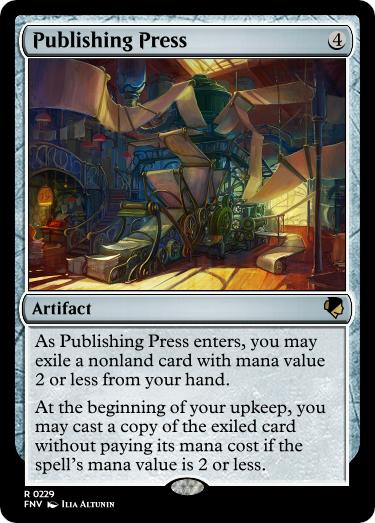 Publishing Press
4
Artifact
As Publishing Press enters, you may
exile a nonland card with mana value
2 or less from your hand.
At the beginning of your upkeep, you
may cast a copy of the exiled card
without paying its mana cost if the
spell's mana value is 2 or less.
R 0229
FNV Ilia Altunin